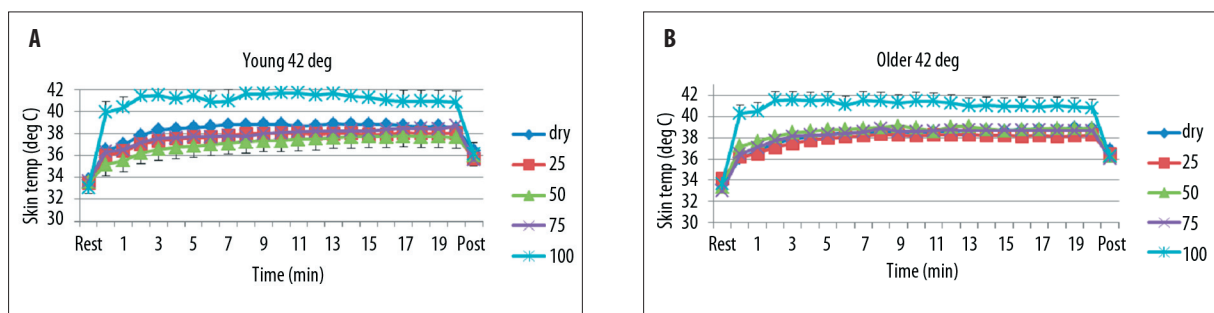 A
Young 42 deg
Skin temp (deg C)
42
40
38
36
34
32
30
Rest 1 3 5 7 9 11 13 15 17 19 Post
Time (min)
dry
25
50
75
100
B
Older 42 deg
Skin temp (deg C)
42
40
38
36
34
32
30
Rest 1 3 5 7 9 11 13 15 17 19 Post
Time (min)
dry
25
50
75
100